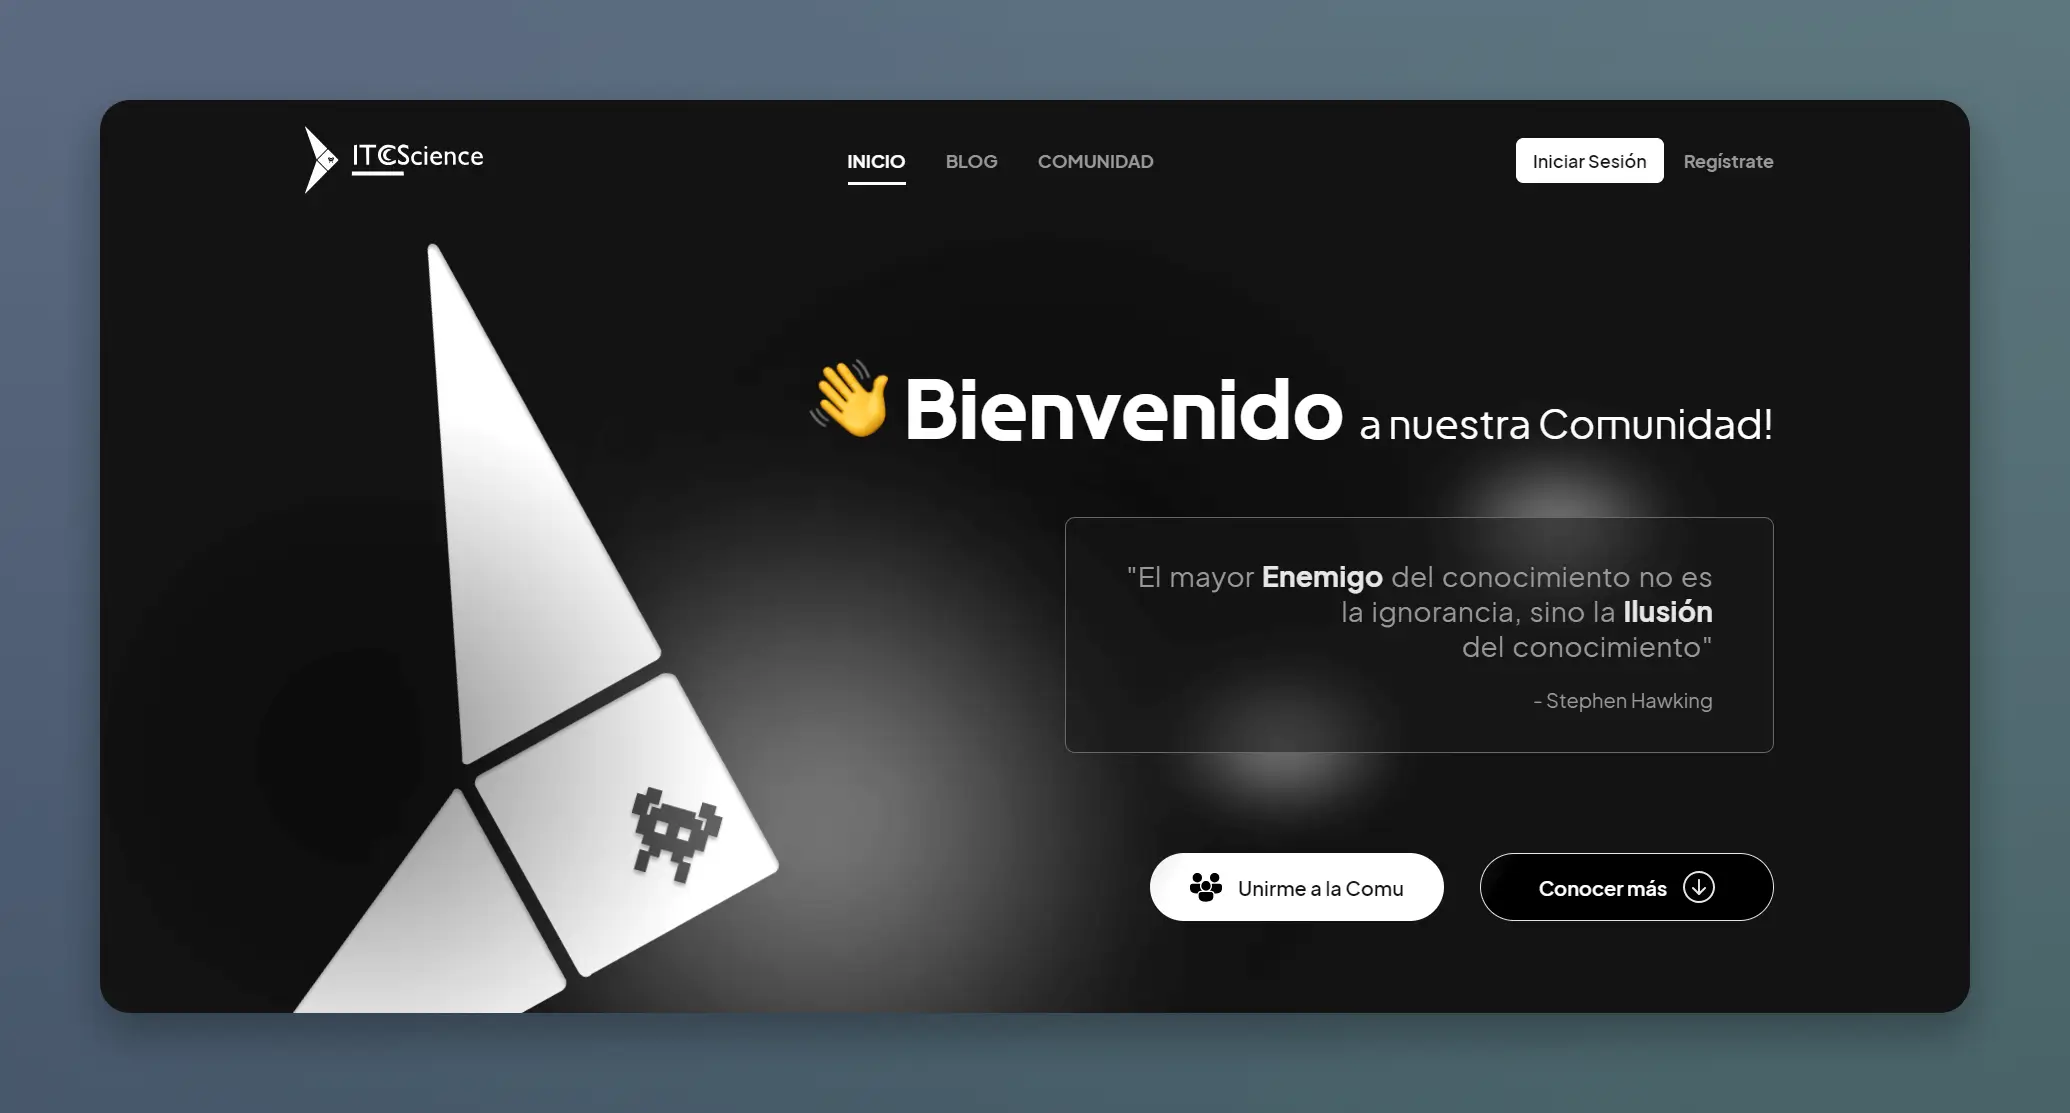 ITCScience
INICIO
BLOG
COMUNIDAD
Iniciar Sesión
Regístrate
Bienvenido a nuestra Comunidad!
"El mayor Enemigo del conocimiento no es
la ignorancia, sino la Ilusión
del conocimiento"
- Stephen Hawking
Unirme a la Comu
Conocer más